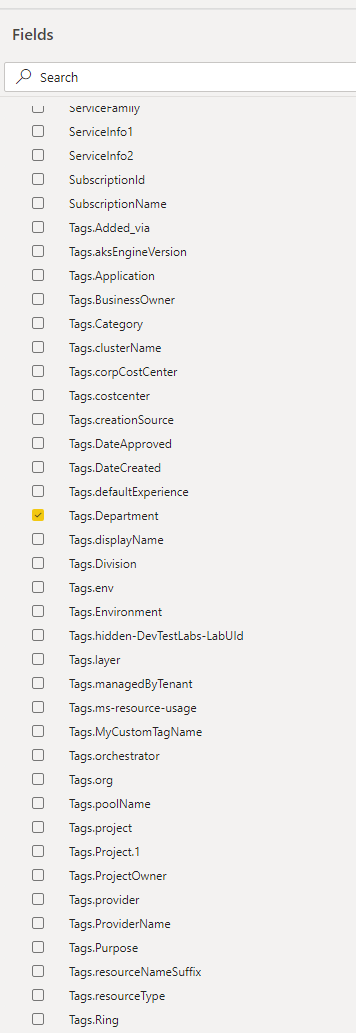 Fields
Search
ServiceFamily
ServiceInfo1
ServiceInfo2
SubscriptionId
SubscriptionName
Tags.Added_via
Tags.aksEngineVersion
Tags.Application
Tags.BusinessOwner
Tags.Category
Tags.clusterName
Tags.corpCostCenter
Tags.costcenter
Tags.creationSource
Tags.DateApproved
Tags.DateCreated
Tags.defaultExperience
Tags.Department
Tags.displayName
Tags.Division
Tags.env
Tags.Environment
Tags.hidden-DevTestLabs-LabUId
Tags.layer
Tags.managedByTenant
Tags.ms-resource-usage
Tags.MyCustomTagName
Tags.orchestrator
Tags.org
Tags.poolName
Tags.project
Tags.Project.1
Tags.ProjectOwner
Tags.provider
Tags.ProviderName
Tags.Purpose
Tags.resourceNameSuffix
Tags.resourceType
Tags.Ring